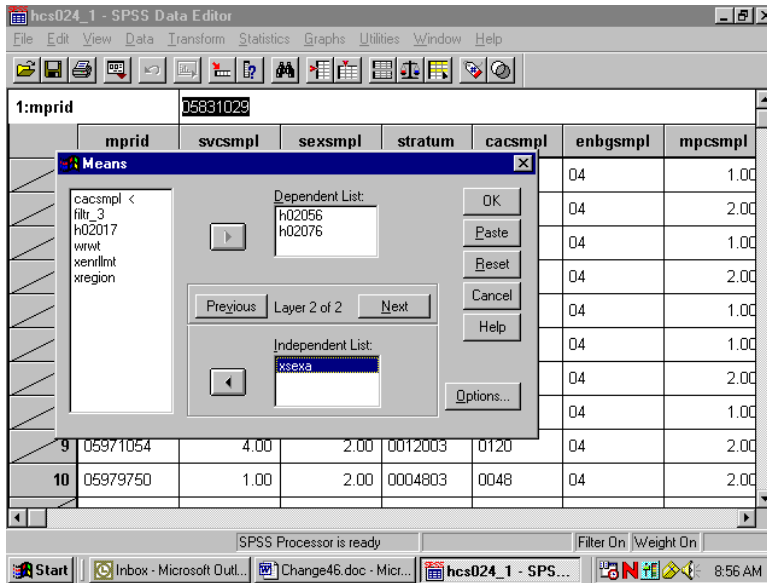 hcs024_1 - SPSS Data Editor
File Edit View Data Transform Statistics Graphs Utilities Window Help
1:mprid 05831029
mprid svcsmpl sexsmpl stratum cacsmpl enbgsmpl mpcsmpl
Means
04 1.00
cacsmpl <
filtr_3
h02017
wrwt
xenrllmt
xregion
Dependent List:
h02056
h02076
OK
04 2.00
Paste
04 1.00
Reset
04 2.00
Previous Layer 2 of 2 Next
Cancel
04 1.00
Help
Independent List:
04 1.00
xsexa
04 2.00
Options...
04 1.00
9 05971054 4.00 2.00 0012003 0120 04 2.00
10 05979750 1.00 2.00 0004803 0048 04 2.00
SPSS Processor is ready Filter On Weight On
Start Inbox - Microsoft Outl... Change46.doc - Micr... hcs024_1 - SPS... 8:56 AM